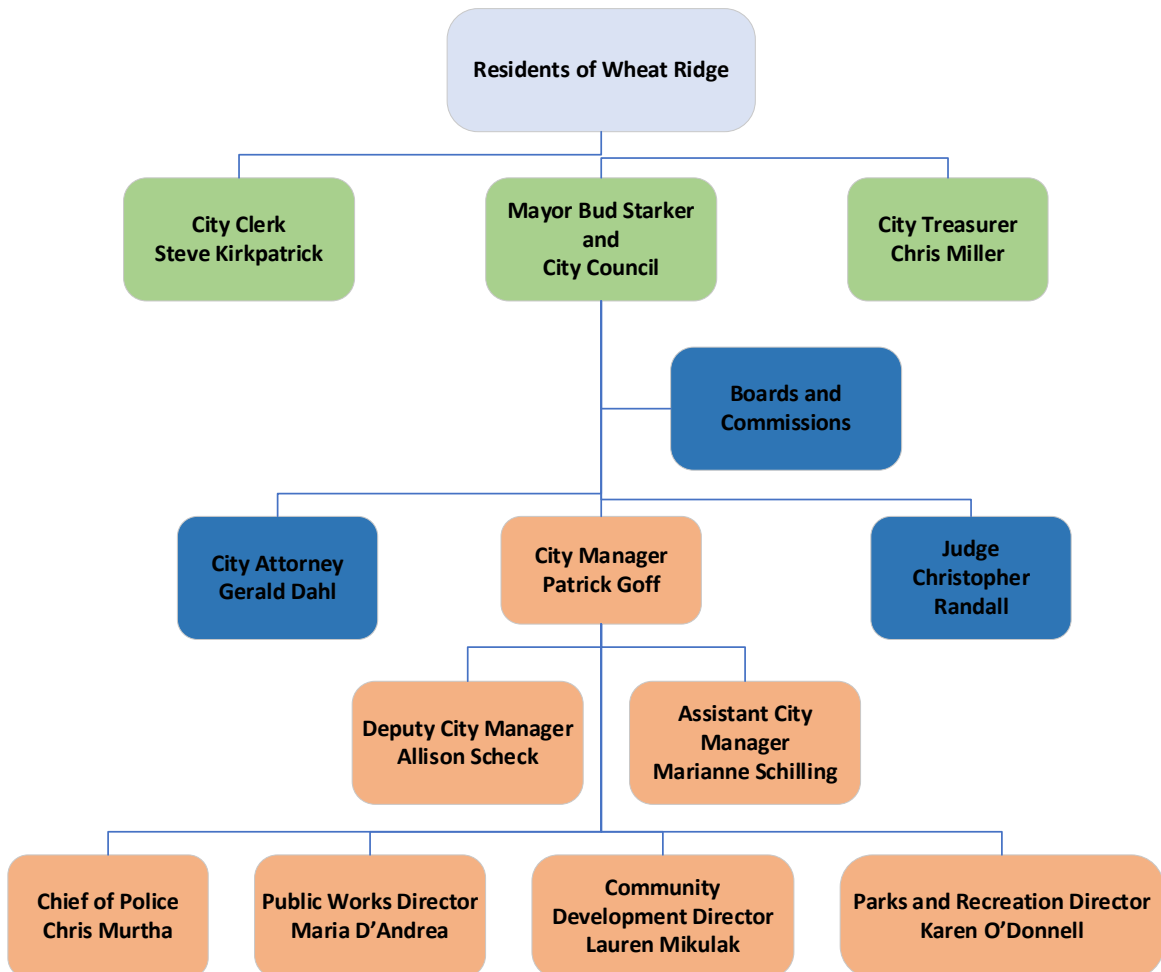 Residents of Wheat Ridge
City Clerk
Steve Kirkpatrick
Mayor Bud Starker
and
City Council
City Treasurer
Chris Miller
Boards and
Commissions
City Attorney
Gerald Dahl
City Manager
Patrick Goff
Judge
Christopher
Randall
Deputy City Manager
Allison Scheck
Assistant City
Manager
Marianne Schilling
Chief of Police
Chris Murtha
Public Works Director
Maria D’Andrea
Community
Development Director
Lauren Mikulak
Parks and Recreation Director
Karen O’Donnell